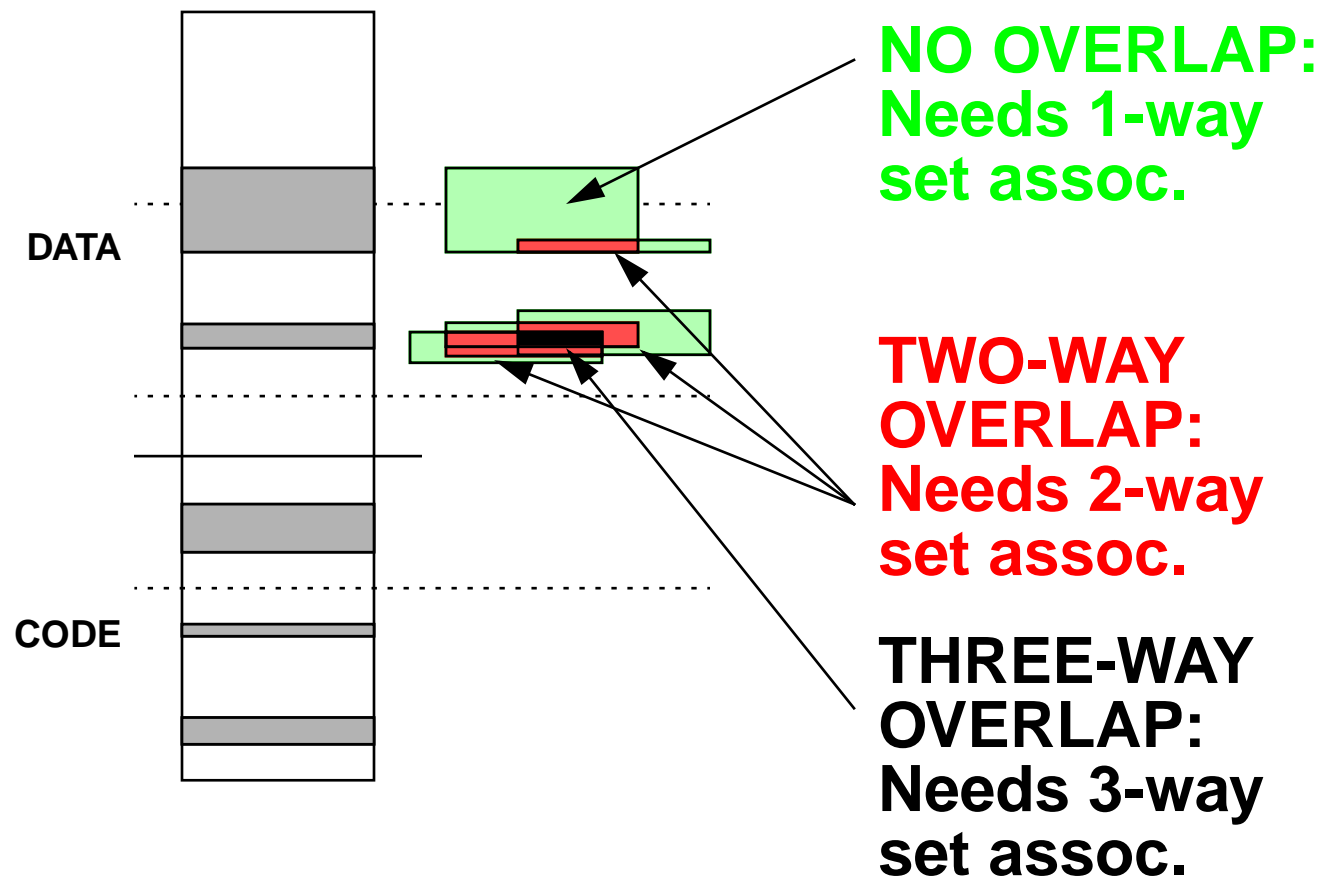 NO OVERLAP:
Needs 1-way
set assoc.
DATA
TWO-WAY
OVERLAP:
Needs 2-way
set assoc.
CODE
THREE-WAY
OVERLAP:
Needs 3-way
set assoc.